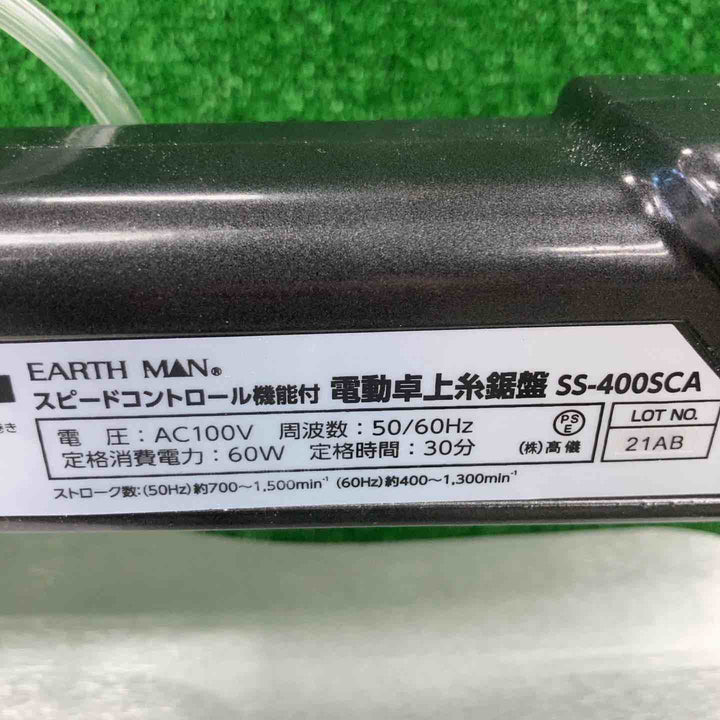 EARTH MAN®
スピードコントロール機能付 電動卓上糸鋸盤 SS-400SCA
電 圧：AC100V 周波数：50/60Hz
定格消費電力：60W 定格時間：30分
PSE
(株)髙儀
LOT NO.
21AB
ストローク数：(50Hz)約700～1,500min⁻¹ (60Hz)約400～1,300min⁻¹
き